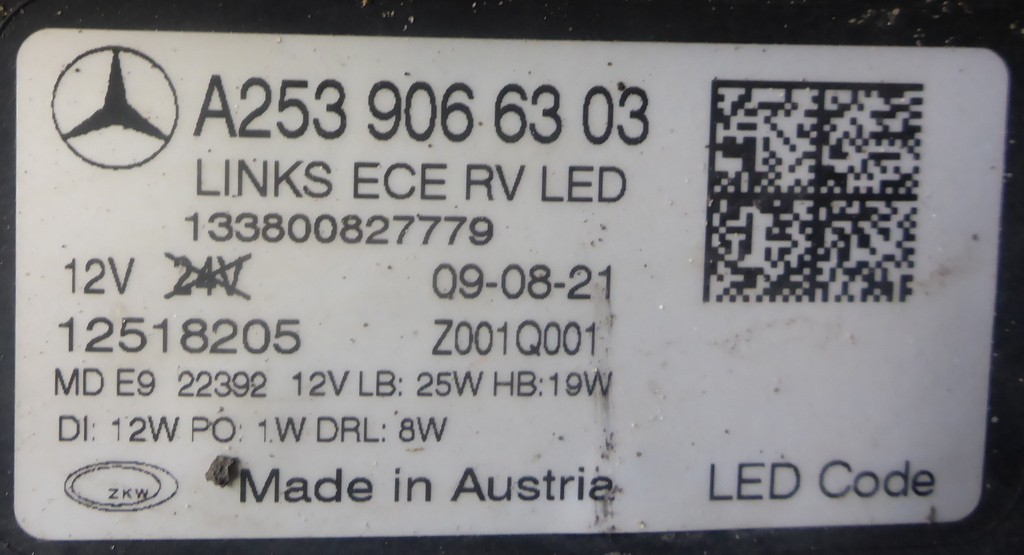 A253 906 63 03
LINKS ECE RV LED
133800827779
12V 24V 09-08-21
12518205 Z001Q001
MD E9 22392 12V LB: 25W HB:19W
DI: 12W PO: 1W DRL: 8W
ZKW Made in Austria LED Code